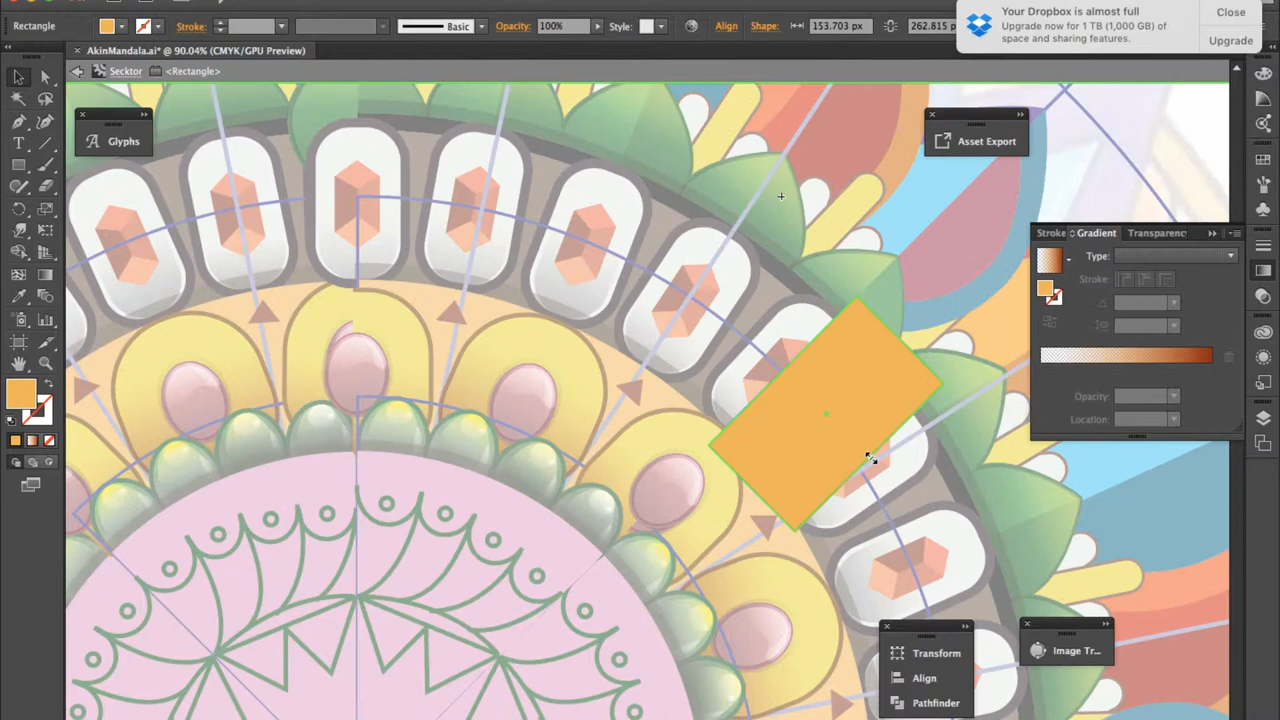 Rectangle
Stroke:
Basic
Opacity:
100%
Style:
Align
Shape:
153.703 px
262.815 p
Your Dropbox is almost full
Upgrade now for 1 TB (1,000 GB) of
space and sharing features.
Close
Upgrade
× AkinMandala.ai* @ 90.04% (CMYK/GPU Preview)
Secktor
<Rectangle>
A Glyphs
Asset Export
Stroke
Gradient
Transparenc
Type:
Stroke:
Opacity:
Location:
T
Transform
Align
Pathfinder
Image Tr...